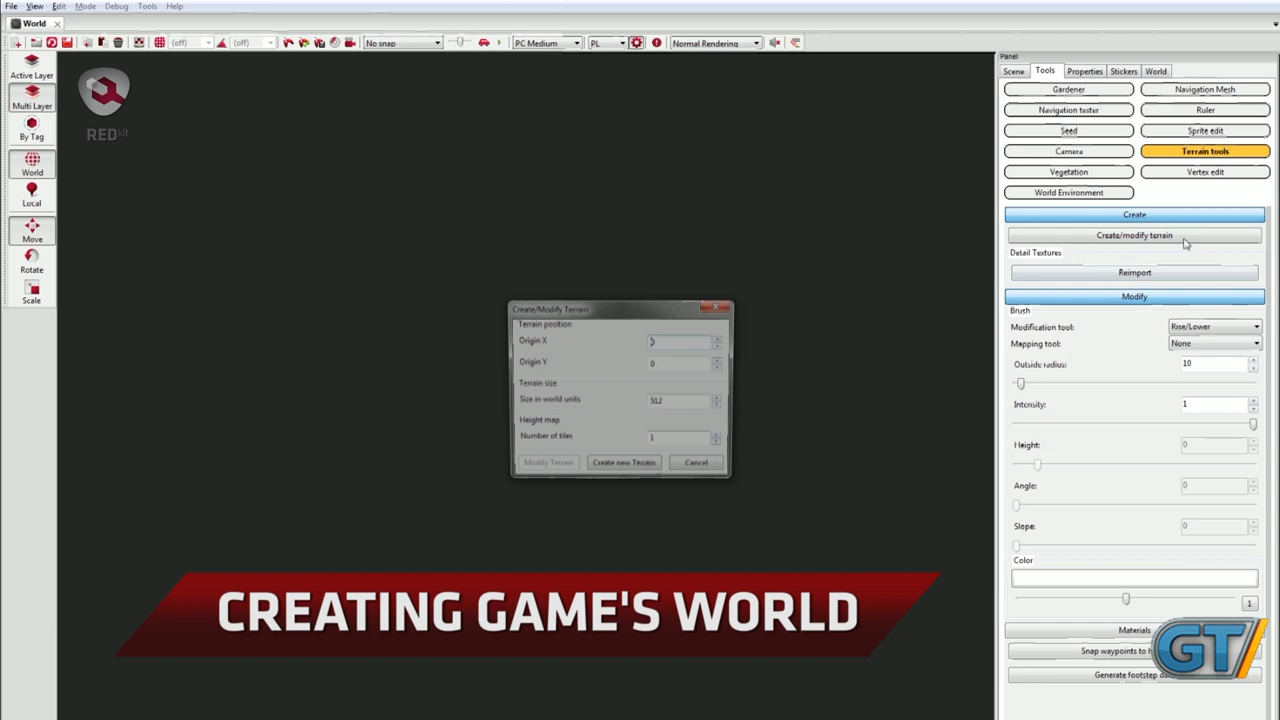 File View Edit Mode Debug Tools Help
World
(off) (off) No snap PC Medium PL Normal Rendering
Panel
Scene Tools Properties Stickers World
Active Layer
Multi Layer
By Tag
World
Local
Move
Rotate
Scale
REDkit
Gardener Navigation Mesh
Navigation tester Ruler
Seed Sprite edit
Camera Terrain tools
Vegetation Vertex edit
World Environment
Create
Create/modify terrain
Detail Textures
Reimport
Modify
Brush
Modification tool: Rise/Lower
Mapping tool: None
Outside radius: 10
Intensity: 1
Height: 0
Angle: 0
Slope: 0
Color
1
Materials
Snap waypoints to
Generate footstep
Create/Modify Terrain
Terrain position
Origin X
Origin Y 0
Terrain size
Size in world units 512
Height map
Number of tiles 1
Modify Terrain Create new Terrain Cancel
CREATING GAME'S WORLD
GT